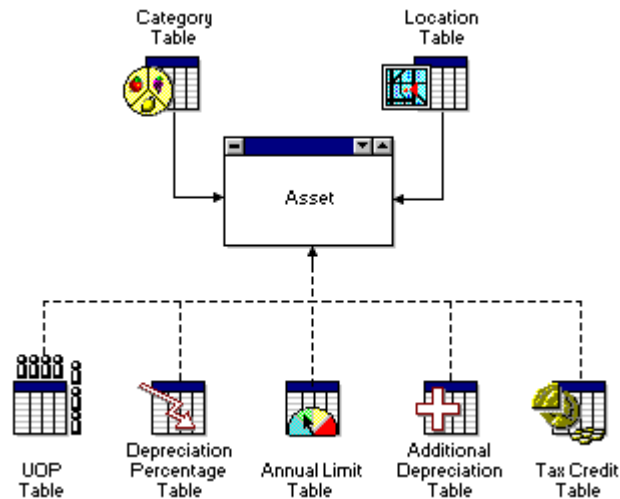 Category
Table
Location
Table
Asset
UOP
Table
Depreciation
Percentage
Table
Annual Limit
Table
Additional
Depreciation
Table
Tax Credit
Table